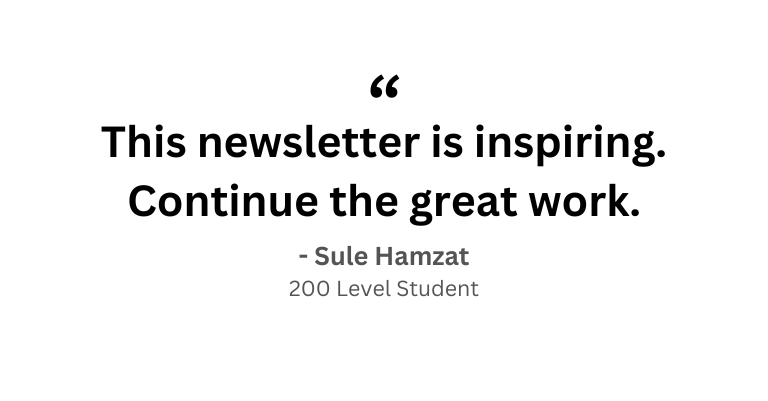 “
This newsletter is inspiring.
Continue the great work.
- Sule Hamzat
200 Level Student